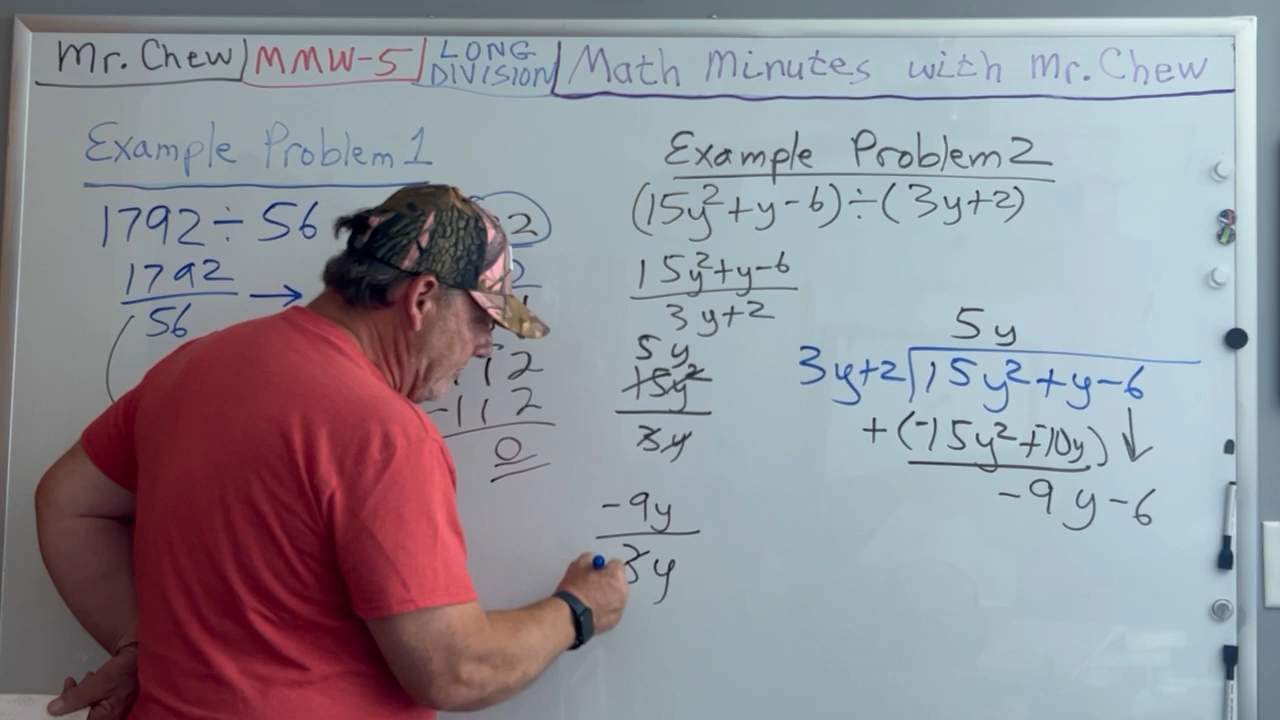 Mr. Chew MMW-5 LONG DIVISION Math Minutes with Mr. Chew
Example Problem 1
1792 ÷ 56
1792
56
2
2
112
-112
0
Example Problem 2
(15y²+y-6)÷(3y+2)
15y²+y-6
3y+2
5y
15y²
3y
-9y
3y
5y
3y+2 15y²+y-6
+(-15y²+10y)
-9y-6